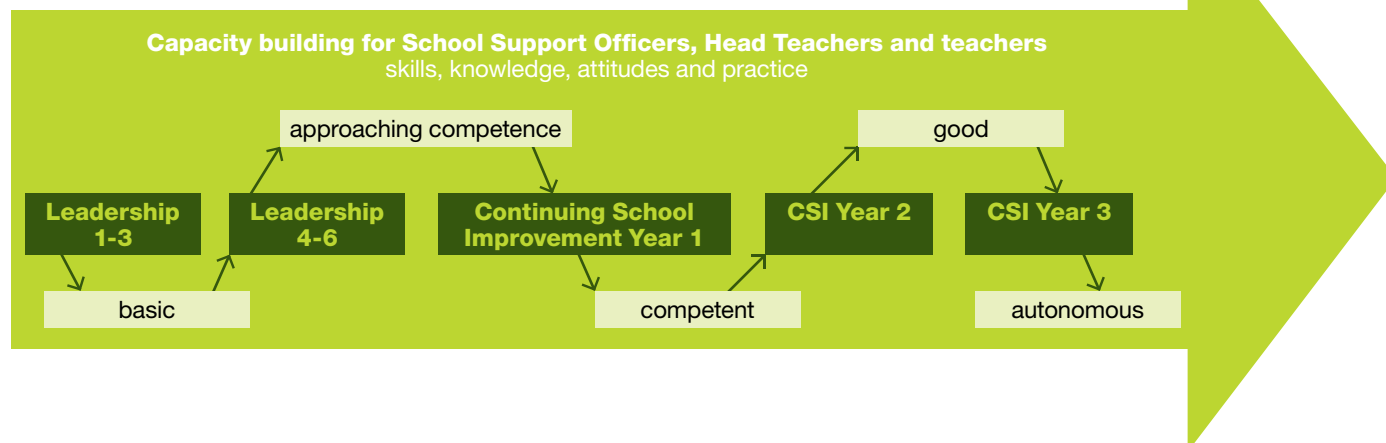 Capacity building for School Support Officers, Head Teachers and teachers
skills, knowledge, attitudes and practice
approaching competence
good
Leadership
1-3
Leadership
4-6
Continuing School
Improvement Year 1
CSI Year 2
CSI Year 3
basic
competent
autonomous